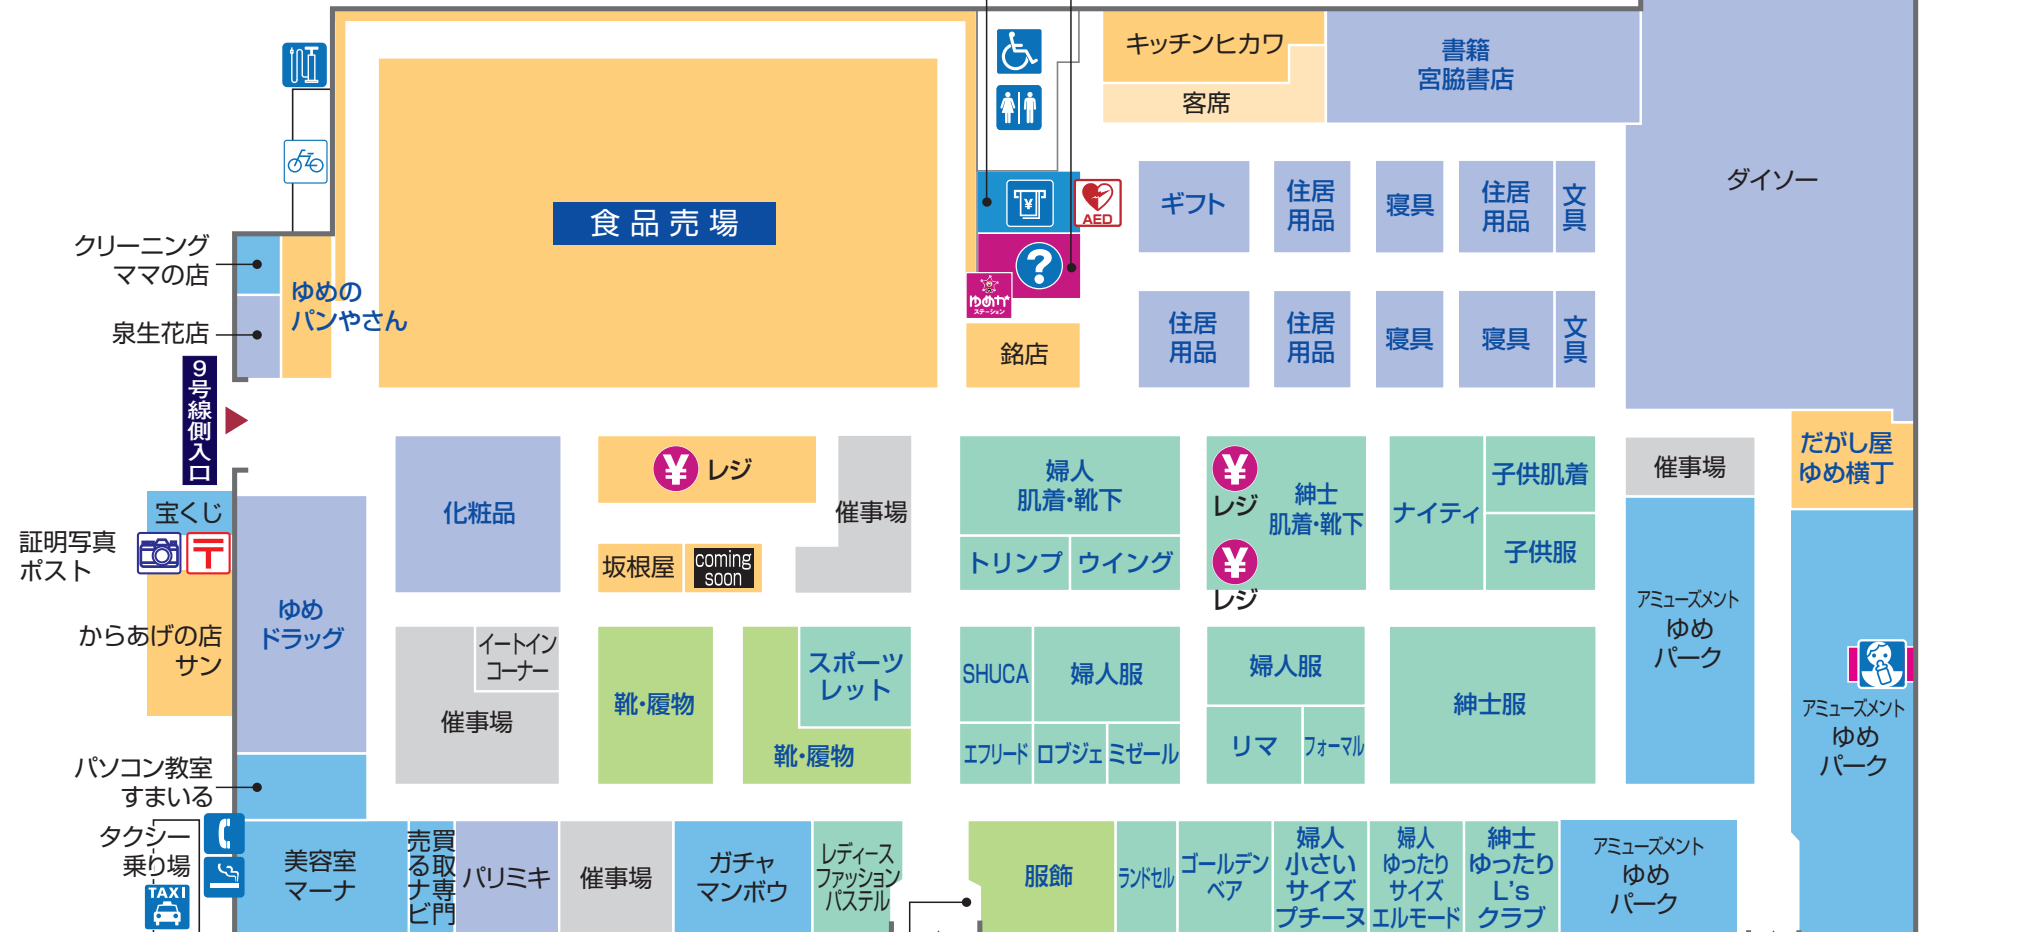 キッチンヒカワ
客席
書籍
宮脇書店
ダイソー
食品売場
AED
ギフト
住居
用品
寝具
住居
用品
文具
クリーニング
ママの店
ゆめの
パンやさん
泉生花店
ゆめか
ステーション
銘店
住居
用品
住居
用品
寝具
寝具
文具
9号線側入口
だがし屋
ゆめ横丁
レジ
催事場
化粧品
婦人
肌着・靴下
レジ
紳士
肌着・靴下
レジ
ナイティ
子供肌着
子供服
催事場
宝くじ
証明写真
ポスト
坂根屋
coming
soon
トリンプ
ウイング
からあげの店
サン
ゆめ
ドラッグ
イートイン
コーナー
催事場
靴・履物
スポーツ
レット
靴・履物
SHUCA
婦人服
エフリード
ロブジェ
ミゼール
婦人服
リマ
フォーマル
紳士服
アミューズメント
ゆめ
パーク
アミューズメント
ゆめ
パーク
パソコン教室
すまいる
タクシー
乗り場
TAXI
美容室
マーナ
買取専門
売るナビ
パリミキ
催事場
ガチャ
マンボウ
レディース
ファッション
パステル
服飾
ランドセル
ゴールデン
ベア
婦人
小さい
サイズ
プチーヌ
婦人
ゆったり
サイズ
エルモード
紳士
ゆったり
L's
クラブ
アミューズメント
ゆめ
パーク